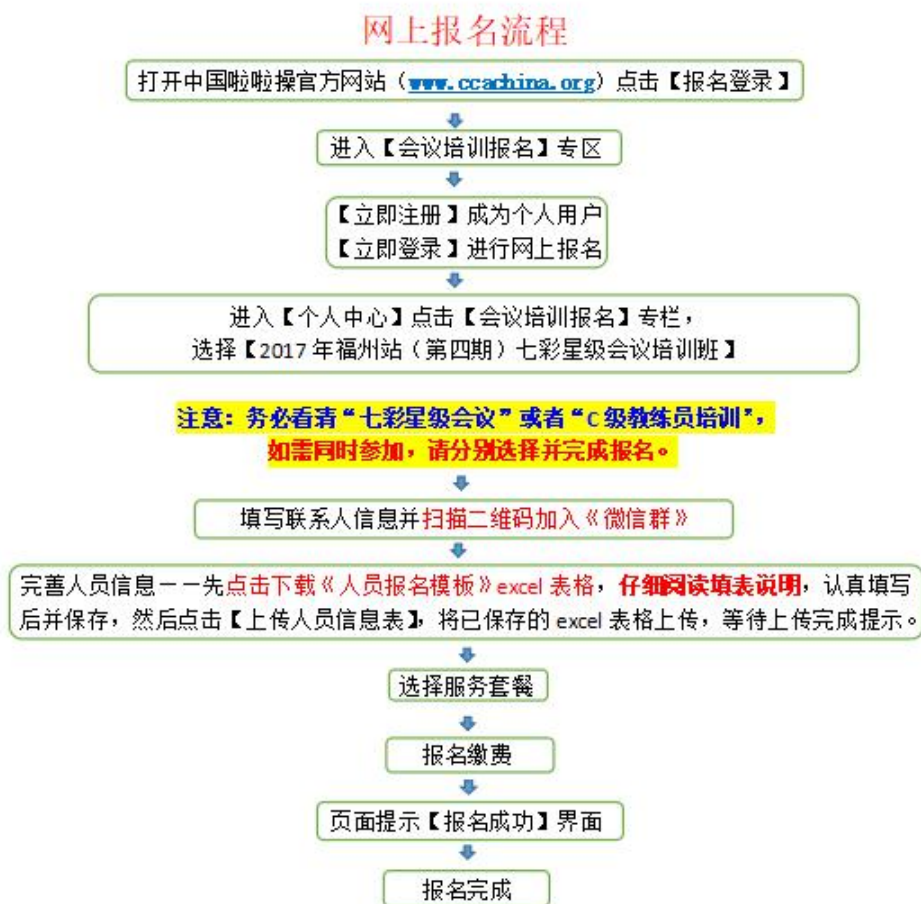 网上报名流程
打开中国啦啦操官方网站（www.ccachina.org）点击【报名登录】
进入【会议培训报名】专区
【立即注册】成为个人用户
【立即登录】进行网上报名
进入【个人中心】点击【会议培训报名】专栏，
选择【2017年福州站（第四期）七彩星级会议培训班】
注意：务必看清“七彩星级会议”或者“C级教练员培训”，
如需同时参加，请分别选择并完成报名。
填写联系人信息并扫描二维码加入《微信群》
完善人员信息——先点击下载《人员报名模板》excel表格，仔细阅读填表说明，认真填写
后并保存，然后点击【上传人员信息表】，将已保存的excel表格上传，等待上传完成提示。
选择服务套餐
报名缴费
页面提示【报名成功】界面
报名完成